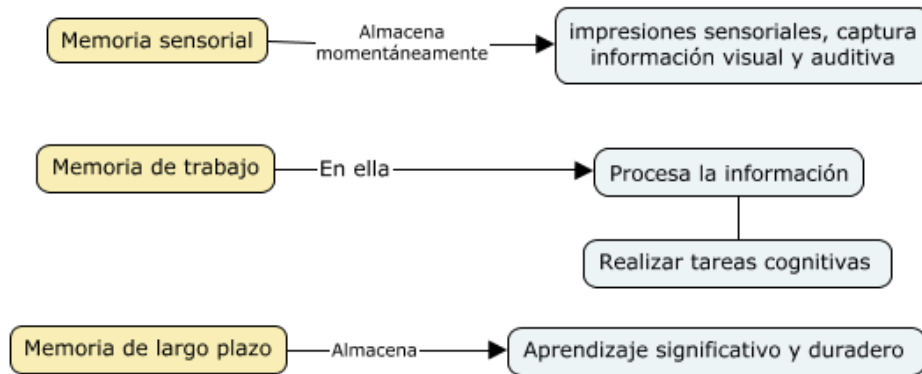 Memoria sensorial
Almacena
momentáneamente
impresiones sensoriales, captura
información visual y auditiva
Memoria de trabajo
En ella
Procesa la información
Realizar tareas cognitivas
Memoria de largo plazo
Almacena
Aprendizaje significativo y duradero